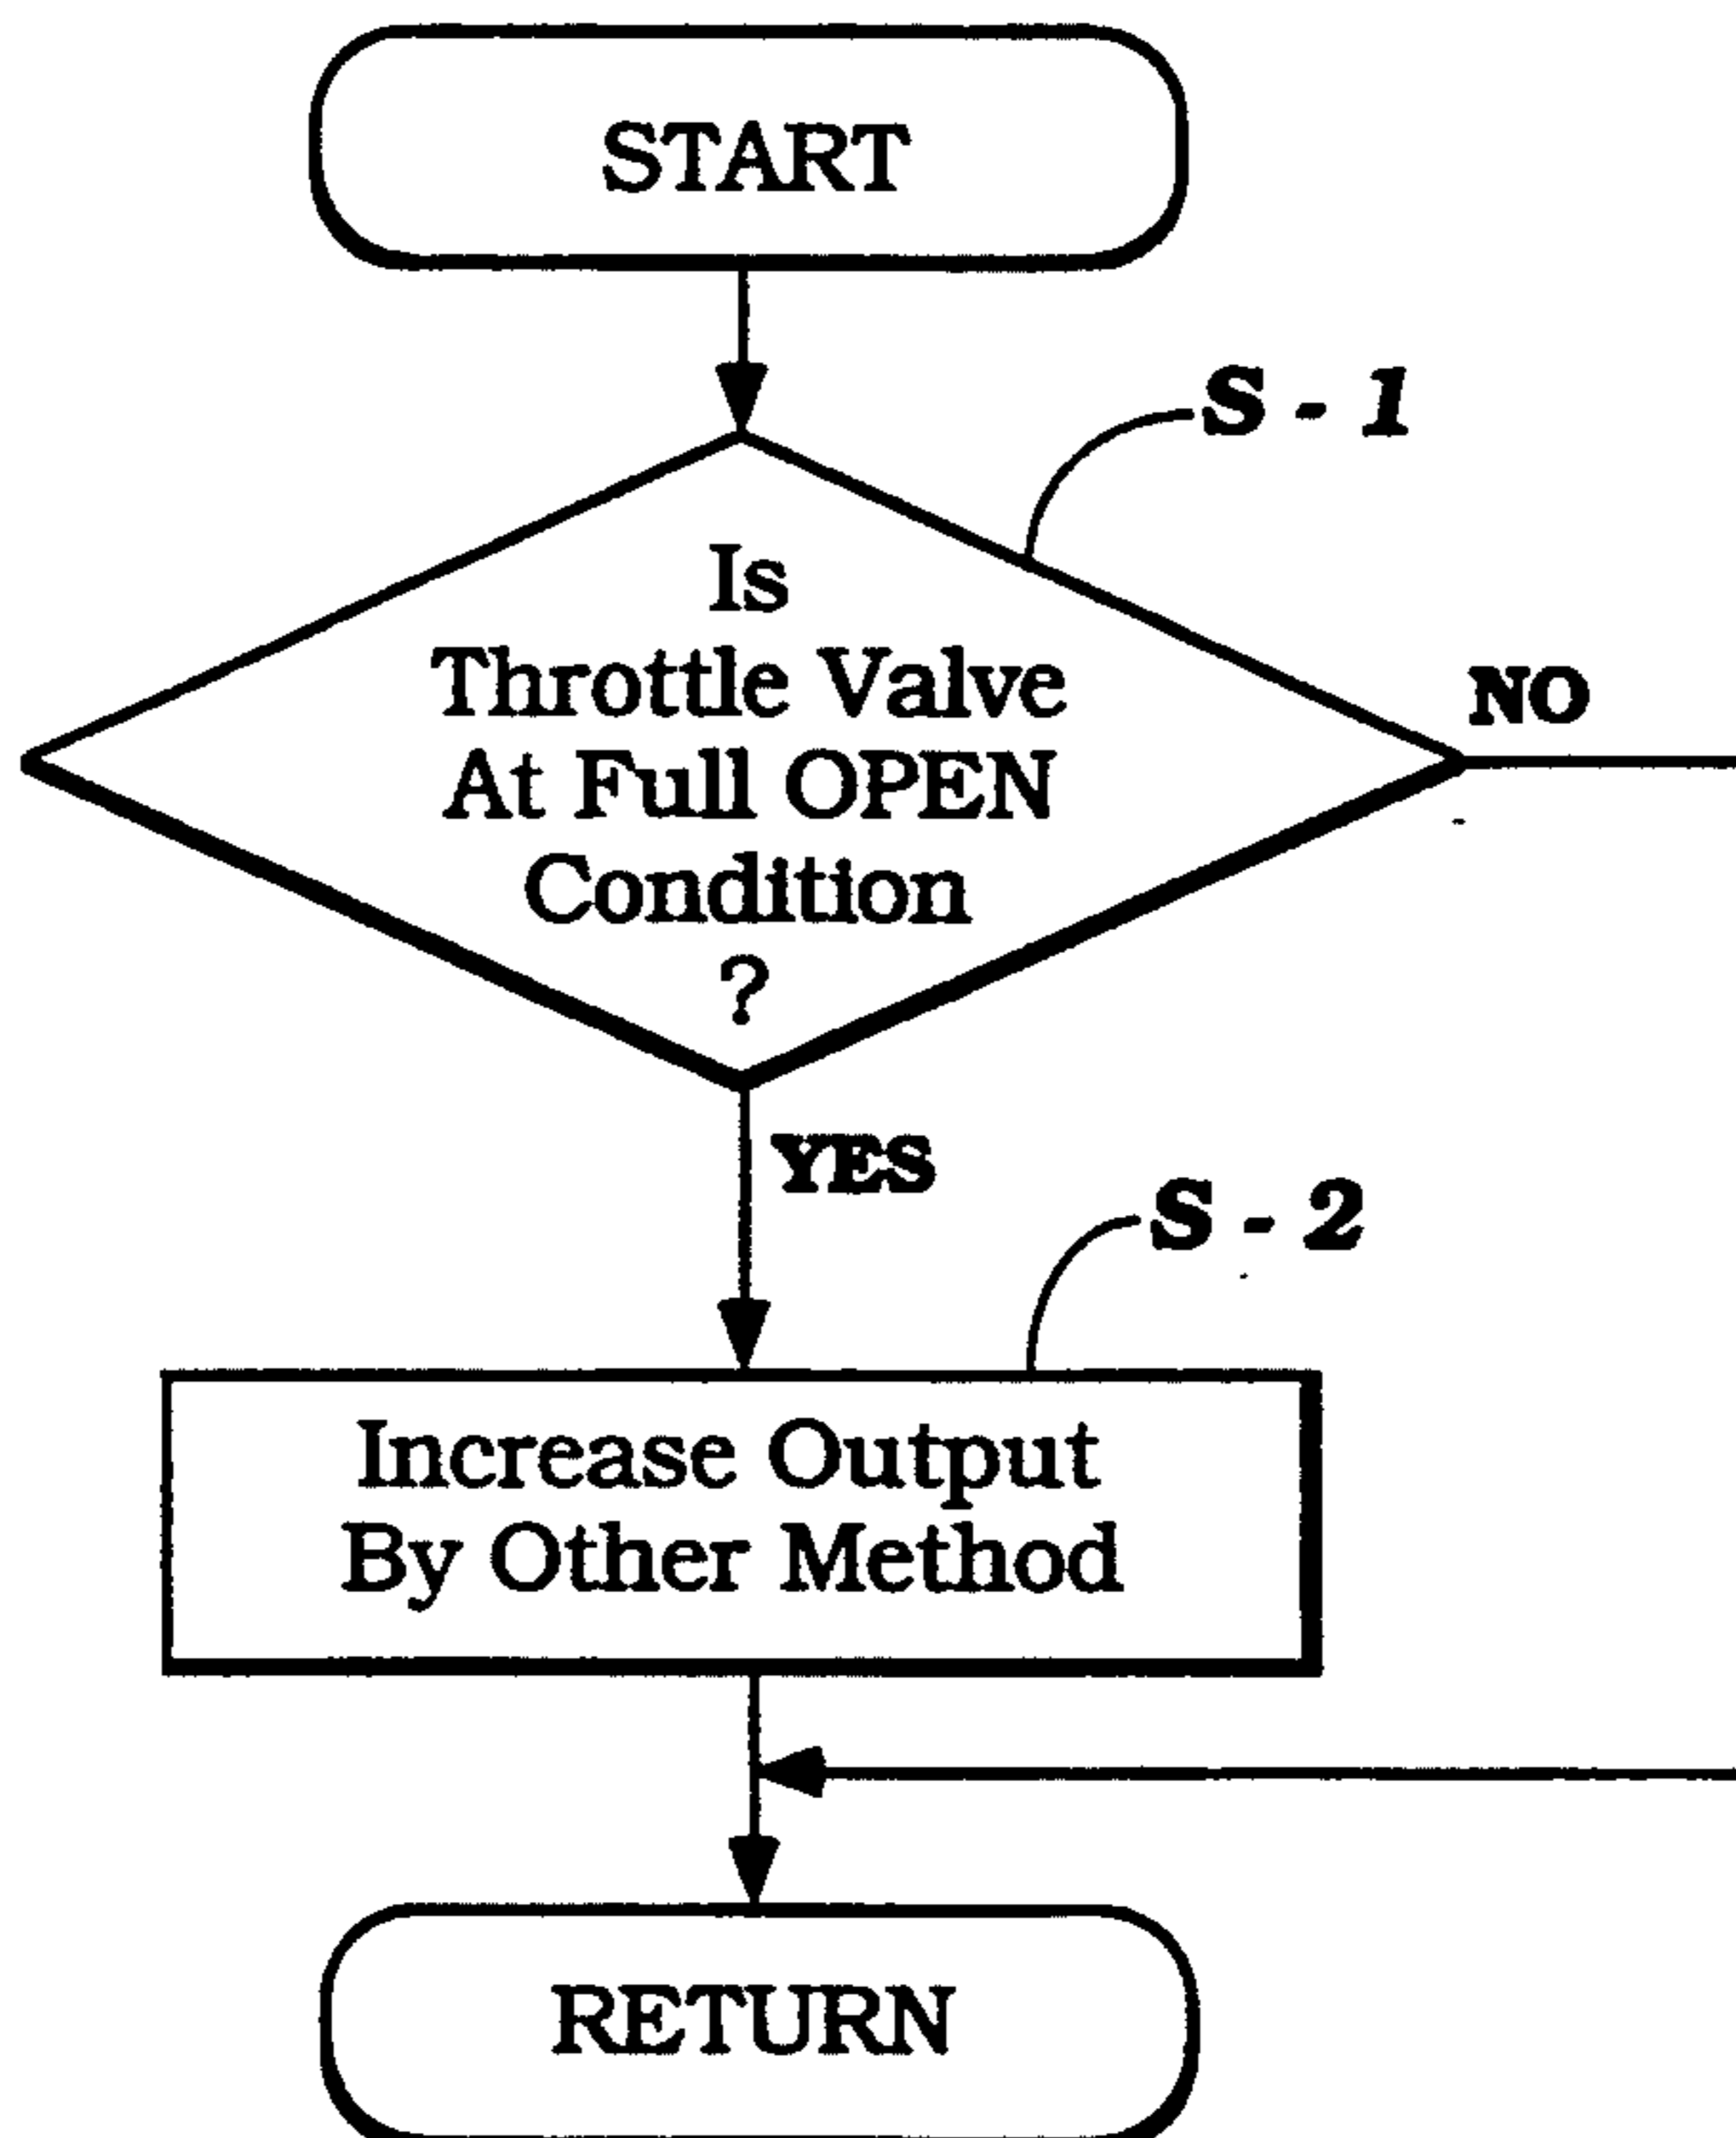 START
S - 1
Is
Throttle Valve
At Full OPEN
Condition
?
NO
YES
S - 2
Increase Output
By Other Method
RETURN